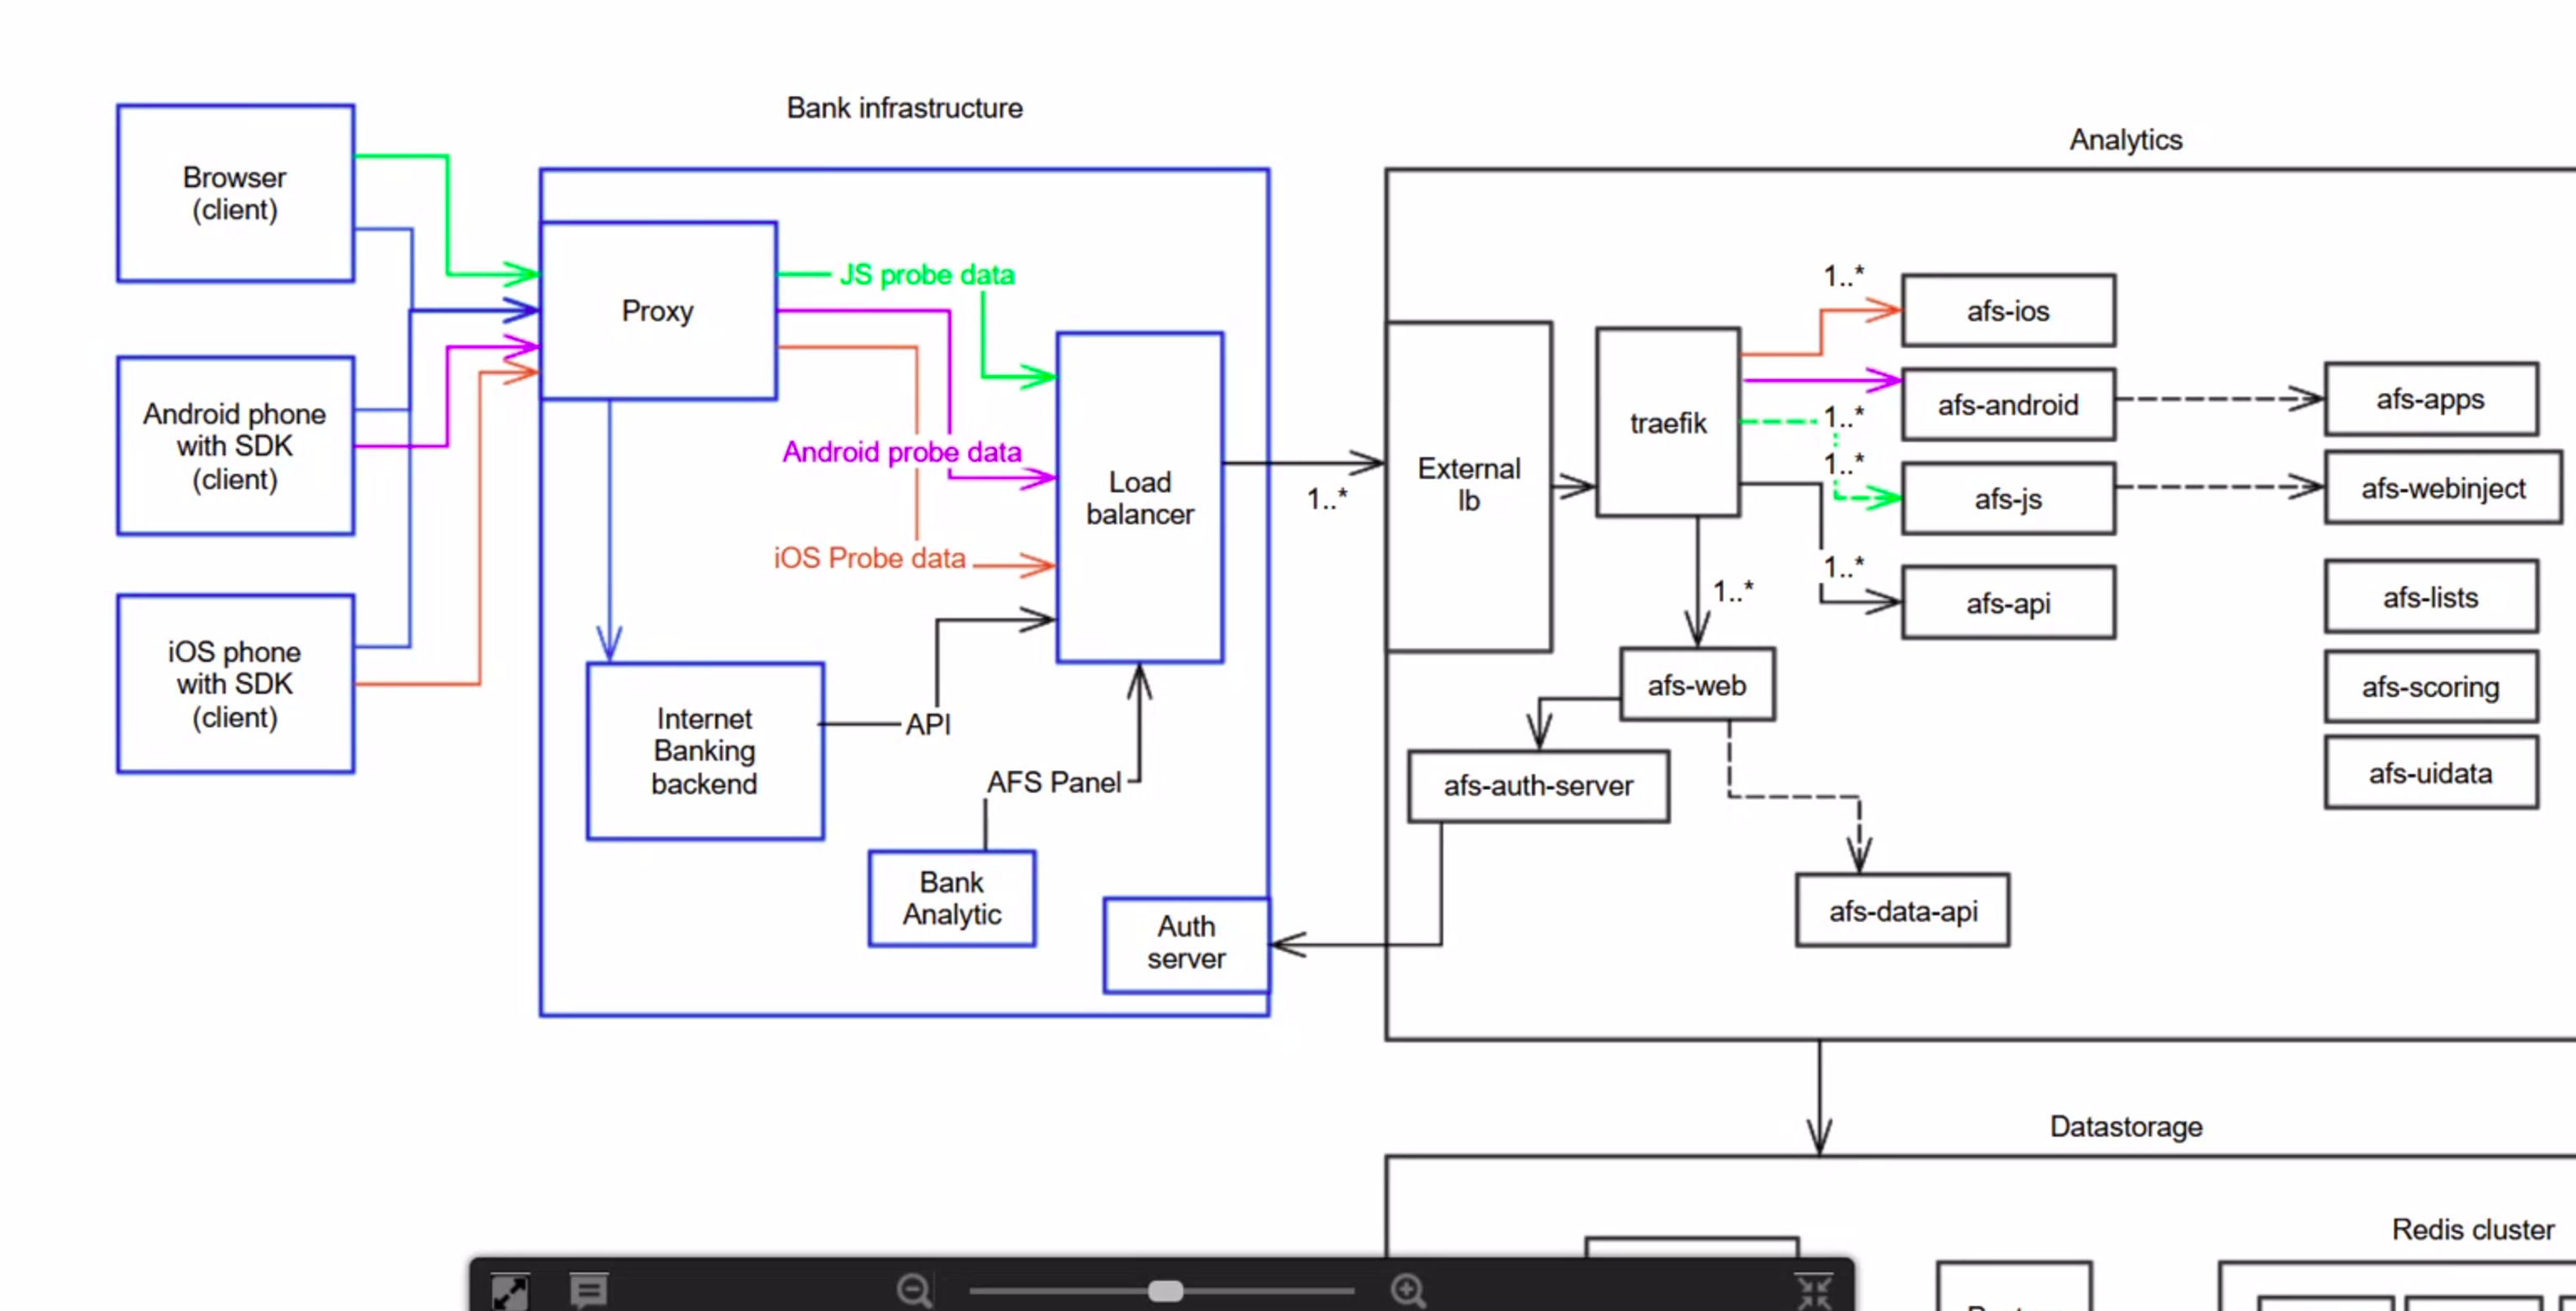 Bank infrastructure
Analytics
Browser
(client)
Android phone
with SDK
(client)
iOS phone
with SDK
(client)
Proxy
JS probe data
Android probe data
iOS Probe data
Load
balancer
Internet
Banking
backend
API
AFS Panel
Bank
Analytic
Auth
server
1..*
External
lb
traefik
1..*
afs-ios
afs-android
1..*
1..*
afs-js
1..*
afs-api
1..*
afs-web
afs-auth-server
afs-data-api
afs-apps
afs-webinject
afs-lists
afs-scoring
afs-uidata
Datastorage
Redis cluster